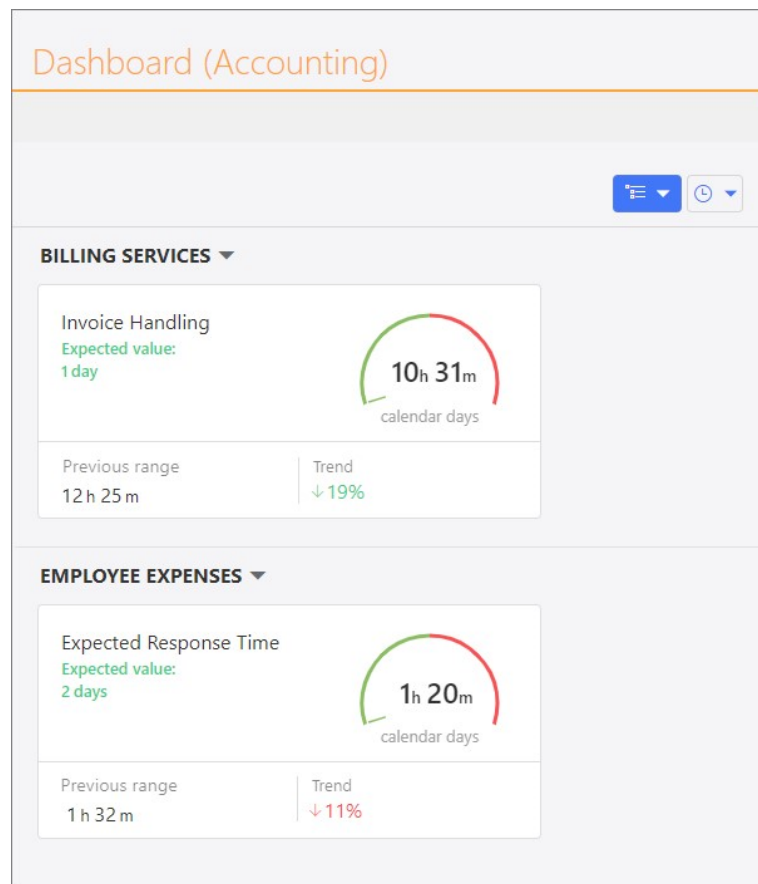 Dashboard (Accounting)
BILLING SERVICES
Invoice Handling
Expected value:
1 day
10h 31m
calendar days
Previous range
12 h 25 m
Trend
↓19%
EMPLOYEE EXPENSES
Expected Response Time
Expected value:
2 days
1h 20m
calendar days
Previous range
1 h 32 m
Trend
↓11%